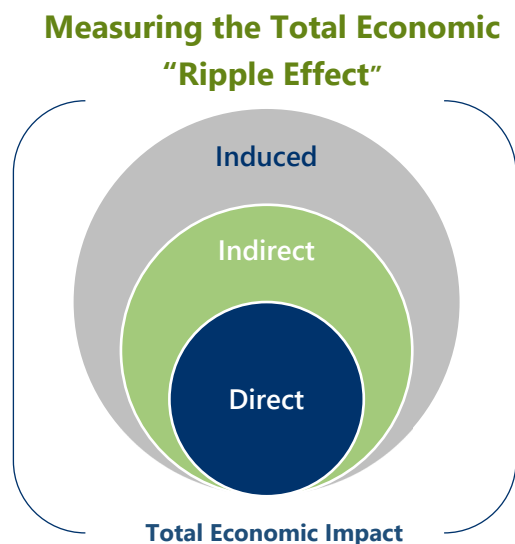 Measuring the Total Economic
“Ripple Effect”
Induced
Indirect
Direct
Total Economic Impact